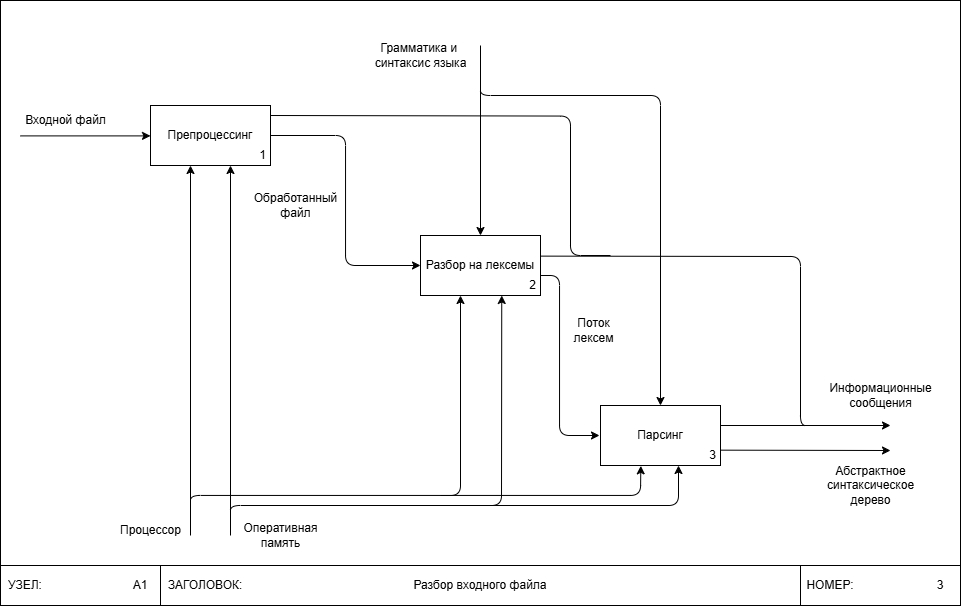 Грамматика и
синтаксис языка
Входной файл
Препроцессинг
1
Обработанный
файл
Разбор на лексемы
2
Поток
лексем
Информационные
сообщения
Парсинг
3
Абстрактное
синтаксическое
дерево
Процессор
Оперативная
память
УЗЕЛ:
A1
ЗАГОЛОВОК:
Разбор входного файла
НОМЕР:
3